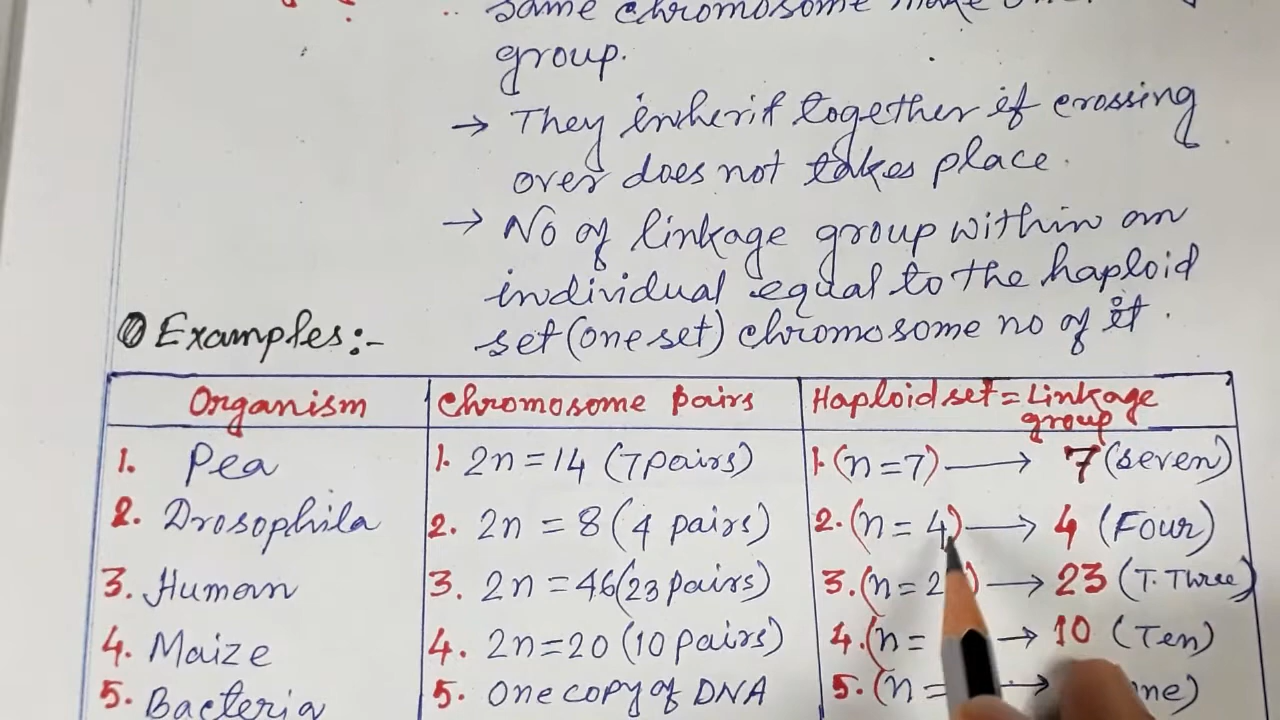 same chromosome make
group.
→ They inherit together if crossing
over does not takes place.
→ No of linkage group within an
individual equal to the haploid
set (one set) chromosome no of it.
Examples:-
Organism Chromosome pairs Haploid set = Linkage group
1. Pea 1. 2n = 14 (7 pairs) 1. (n = 7) → 7 (seven)
2. Drosophila 2. 2n = 8 (4 pairs) 2. (n = 4) → 4 (Four)
3. Human 3. 2n = 46 (23 pairs) 3. (n = 2 ) → 23 (T. Three)
4. Maize 4. 2n = 20 (10 pairs) 4. (n = → 10 (Ten)
5. Bacteria 5. One copy of DNA 5. (n = →